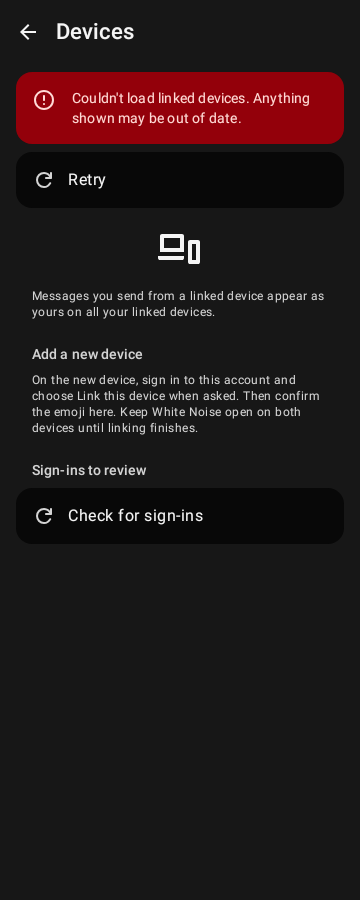 Devices
Couldn't load linked devices. Anything
shown may be out of date.
Retry
Messages you send from a linked device appear as
yours on all your linked devices.
Add a new device
On the new device, sign in to this account and
choose Link this device when asked. Then confirm
the emoji here. Keep White Noise open on both
devices until linking finishes.
Sign-ins to review
Check for sign-ins